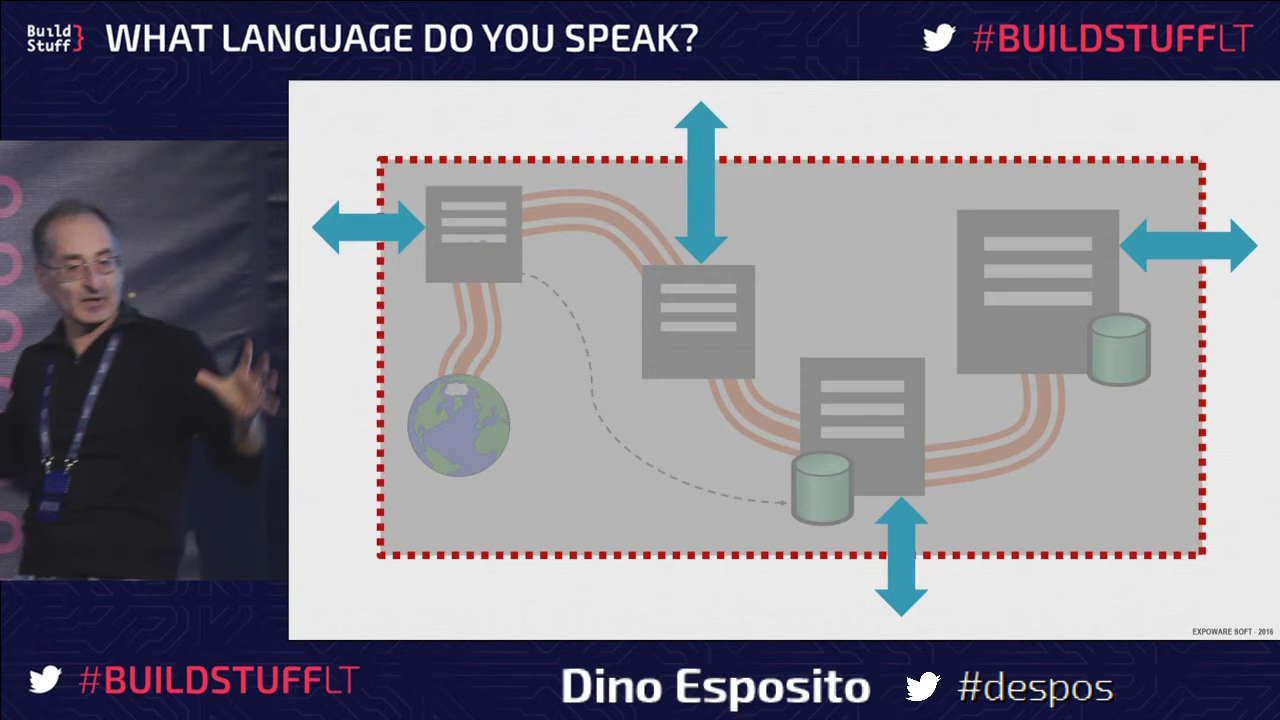 Build
Stuff
WHAT LANGUAGE DO YOU SPEAK?
#BUILDSTUFFLT
EXPOWARE SOFT - 2016
#BUILDSTUFFLT
Dino Esposito
#despos